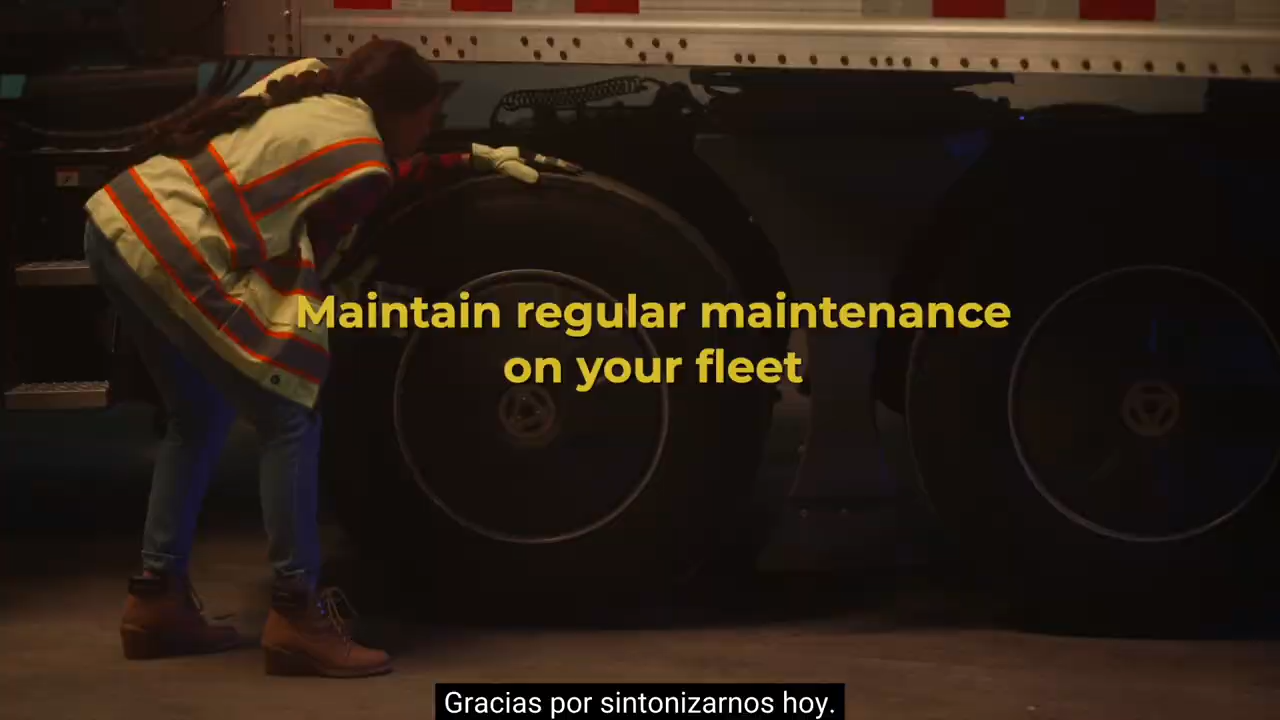 Maintain regular maintenance
on your fleet
Gracias por sintonizarnos hoy.